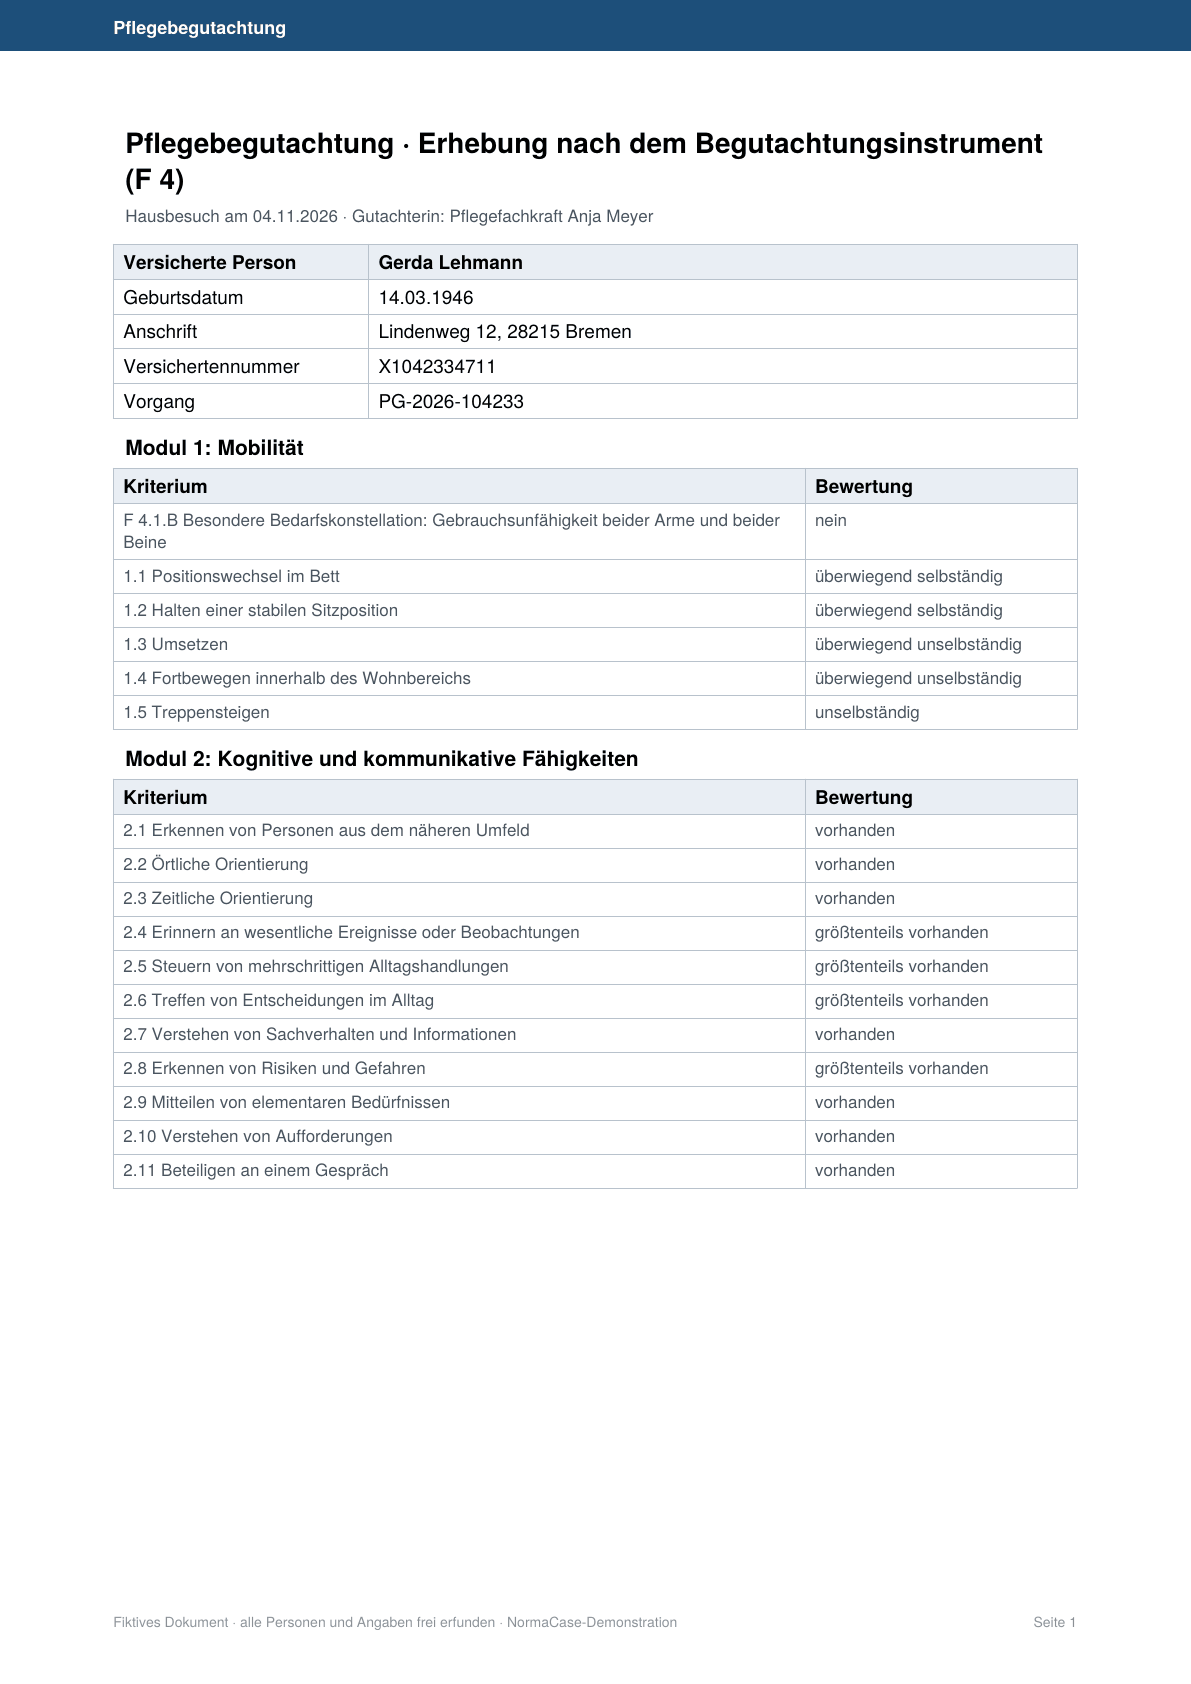 Pflegebegutachtung
Pflegebegutachtung · Erhebung nach dem Begutachtungsinstrument
(F 4)
Hausbesuch am 04.11.2026 · Gutachterin: Pflegefachkraft Anja Meyer
Versicherte Person Gerda Lehmann
Geburtsdatum 14.03.1946
Anschrift Lindenweg 12, 28215 Bremen
Versichertennummer X1042334711
Vorgang PG-2026-104233
Modul 1: Mobilität
Kriterium Bewertung
F 4.1.B Besondere Bedarfskonstellation: Gebrauchsunfähigkeit beider Arme und beider nein
Beine
1.1 Positionswechsel im Bett überwiegend selbständig
1.2 Halten einer stabilen Sitzposition überwiegend selbständig
1.3 Umsetzen überwiegend unselbständig
1.4 Fortbewegen innerhalb des Wohnbereichs überwiegend unselbständig
1.5 Treppensteigen unselbständig
Modul 2: Kognitive und kommunikative Fähigkeiten
Kriterium Bewertung
2.1 Erkennen von Personen aus dem näheren Umfeld vorhanden
2.2 Örtliche Orientierung vorhanden
2.3 Zeitliche Orientierung vorhanden
2.4 Erinnern an wesentliche Ereignisse oder Beobachtungen größtenteils vorhanden
2.5 Steuern von mehrschrittigen Alltagshandlungen größtenteils vorhanden
2.6 Treffen von Entscheidungen im Alltag größtenteils vorhanden
2.7 Verstehen von Sachverhalten und Informationen vorhanden
2.8 Erkennen von Risiken und Gefahren größtenteils vorhanden
2.9 Mitteilen von elementaren Bedürfnissen vorhanden
2.10 Verstehen von Aufforderungen vorhanden
2.11 Beteiligen an einem Gespräch vorhanden
Fiktives Dokument · alle Personen und Angaben frei erfunden · NormaCase-Demonstration Seite 1